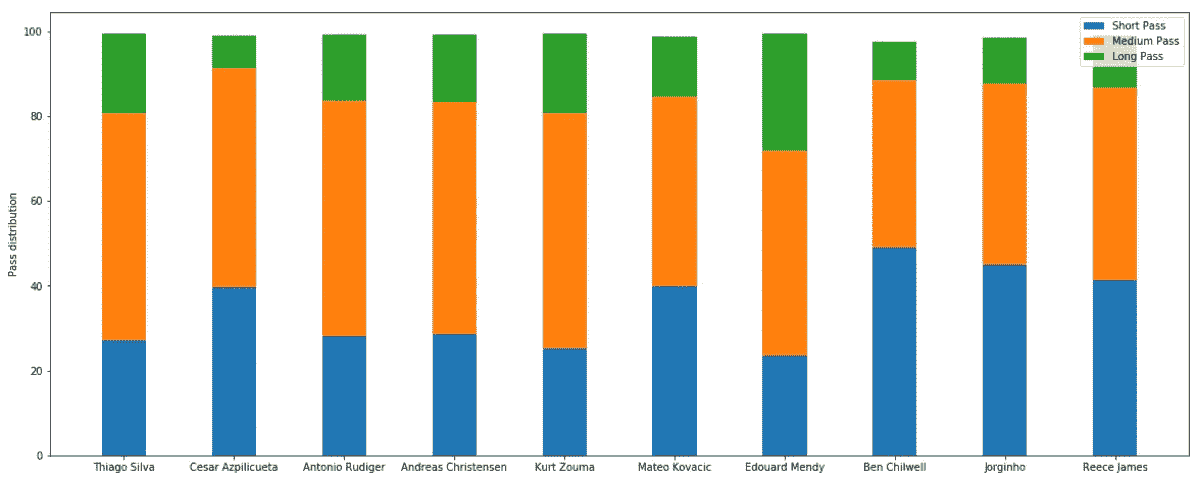 100
80
60
40
20
0
Pass distribution
Short Pass
Medium Pass
Long Pass
Thiago Silva
Cesar Azpilicueta
Antonio Rudiger
Andreas Christensen
Kurt Zouma
Mateo Kovacic
Edouard Mendy
Ben Chilwell
Jorginho
Reece James